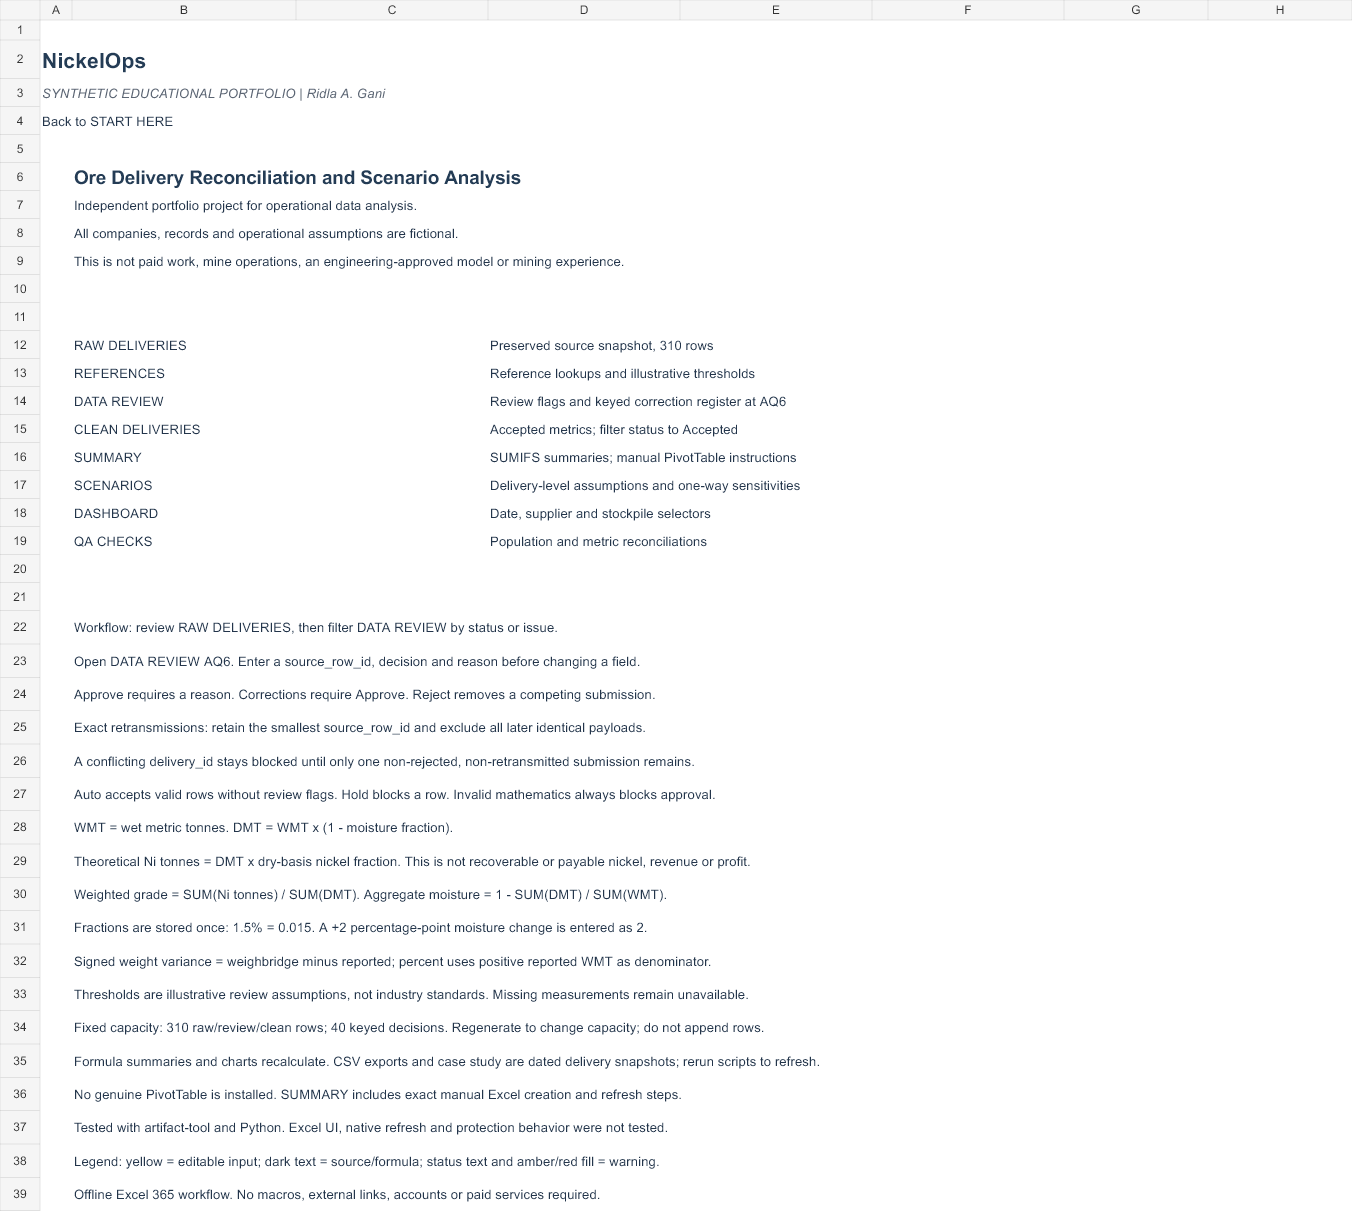 A B C D E F G H
1
2 NickelOps
3 SYNTHETIC EDUCATIONAL PORTFOLIO | Ridla A. Gani
4 Back to START HERE
5
6 Ore Delivery Reconciliation and Scenario Analysis
7 Independent portfolio project for operational data analysis.
8 All companies, records and operational assumptions are fictional.
9 This is not paid work, mine operations, an engineering-approved model or mining experience.
10
11
12 RAW DELIVERIES Preserved source snapshot, 310 rows
13 REFERENCES Reference lookups and illustrative thresholds
14 DATA REVIEW Review flags and keyed correction register at AQ6
15 CLEAN DELIVERIES Accepted metrics; filter status to Accepted
16 SUMMARY SUMIFS summaries; manual PivotTable instructions
17 SCENARIOS Delivery-level assumptions and one-way sensitivities
18 DASHBOARD Date, supplier and stockpile selectors
19 QA CHECKS Population and metric reconciliations
20
21
22 Workflow: review RAW DELIVERIES, then filter DATA REVIEW by status or issue.
23 Open DATA REVIEW AQ6. Enter a source_row_id, decision and reason before changing a field.
24 Approve requires a reason. Corrections require Approve. Reject removes a competing submission.
25 Exact retransmissions: retain the smallest source_row_id and exclude all later identical payloads.
26 A conflicting delivery_id stays blocked until only one non-rejected, non-retransmitted submission remains.
27 Auto accepts valid rows without review flags. Hold blocks a row. Invalid mathematics always blocks approval.
28 WMT = wet metric tonnes. DMT = WMT x (1 - moisture fraction).
29 Theoretical Ni tonnes = DMT x dry-basis nickel fraction. This is not recoverable or payable nickel, revenue or profit.
30 Weighted grade = SUM(Ni tonnes) / SUM(DMT). Aggregate moisture = 1 - SUM(DMT) / SUM(WMT).
31 Fractions are stored once: 1.5% = 0.015. A +2 percentage-point moisture change is entered as 2.
32 Signed weight variance = weighbridge minus reported; percent uses positive reported WMT as denominator.
33 Thresholds are illustrative review assumptions, not industry standards. Missing measurements remain unavailable.
34 Fixed capacity: 310 raw/review/clean rows; 40 keyed decisions. Regenerate to change capacity; do not append rows.
35 Formula summaries and charts recalculate. CSV exports and case study are dated delivery snapshots; rerun scripts to refresh.
36 No genuine PivotTable is installed. SUMMARY includes exact manual Excel creation and refresh steps.
37 Tested with artifact-tool and Python. Excel UI, native refresh and protection behavior were not tested.
38 Legend: yellow = editable input; dark text = source/formula; status text and amber/red fill = warning.
39 Offline Excel 365 workflow. No macros, external links, accounts or paid services required.